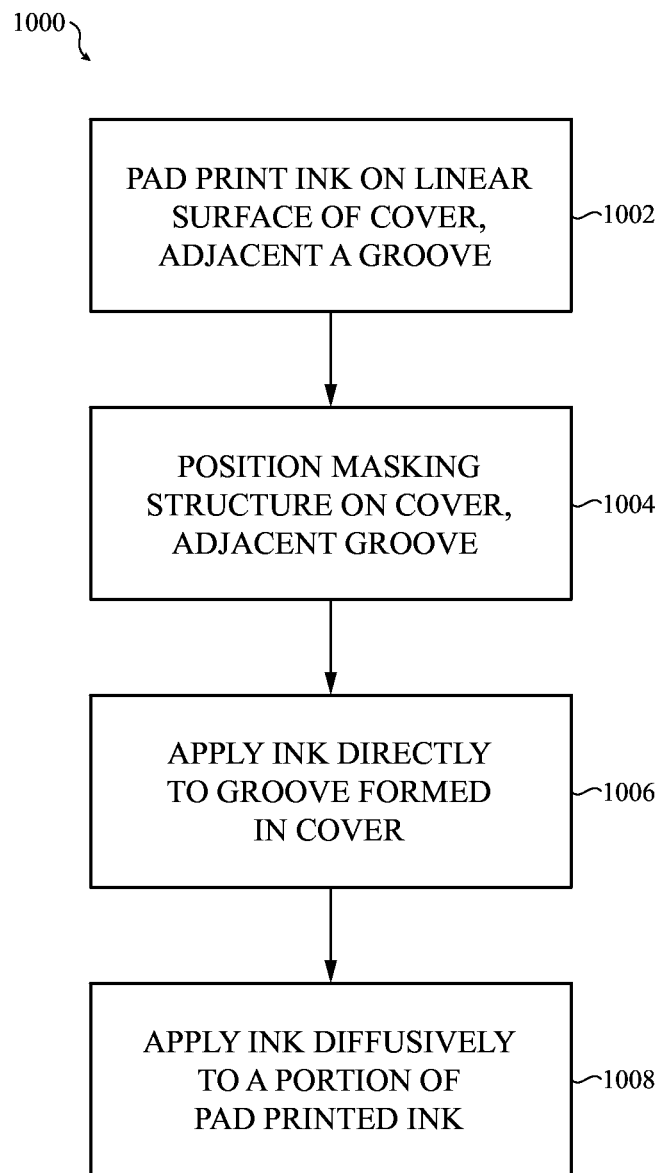 1000
PAD PRINT INK ON LINEAR
SURFACE OF COVER,
ADJACENT A GROOVE
1002
POSITION MASKING
STRUCTURE ON COVER,
ADJACENT GROOVE
1004
APPLY INK DIRECTLY
TO GROOVE FORMED
IN COVER
1006
APPLY INK DIFFUSIVELY
TO A PORTION OF
PAD PRINTED INK
1008